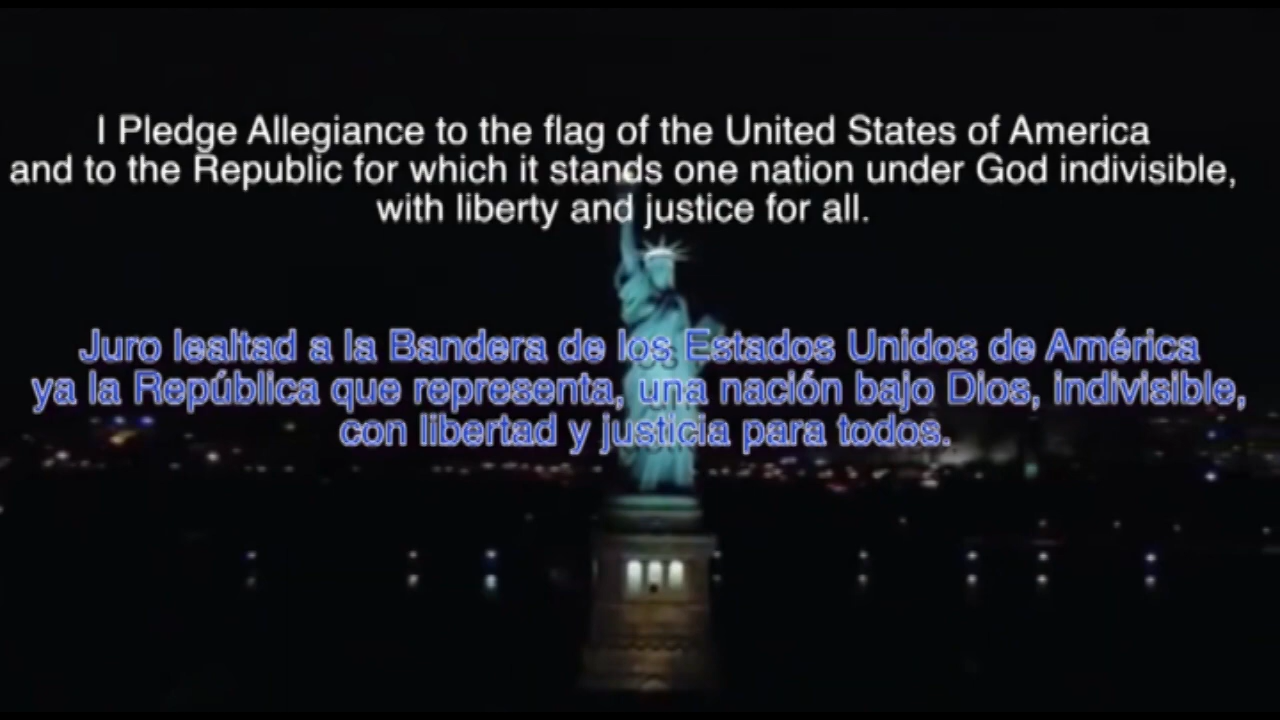 I Pledge Allegiance to the flag of the United States of America
and to the Republic for which it stands one nation under God indivisible,
with liberty and justice for all.
Juro lealtad a la Bandera de los Estados Unidos de América
ya la República que representa, una nación bajo Dios, indivisible,
con libertad y justicia para todos.